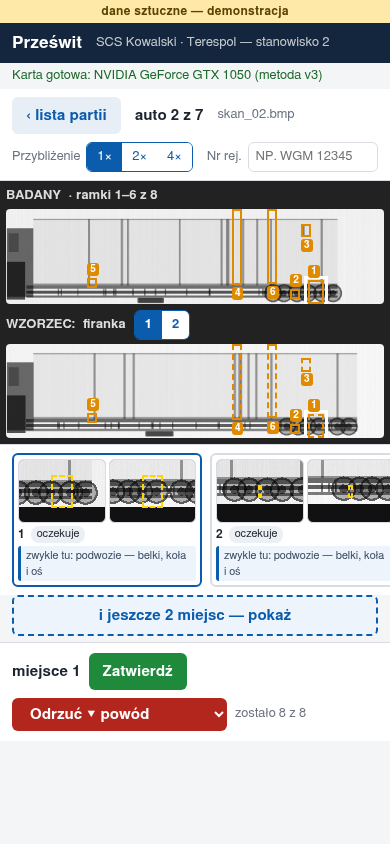 dane sztuczne — demonstracja
Prześwit SCS Kowalski · Terespol — stanowisko 2
Karta gotowa: NVIDIA GeForce GTX 1050 (metoda v3)
‹ lista partii auto 2 z 7 skan_02.bmp
Przybliżenie 1× 2× 4× Nr rej. NP. WGM 12345
BADANY · ramki 1–6 z 8
3
1
5
2
4
6
WZORZEC: firanka 1 2
3
5
1
2
4
6
1 oczekuje
zwykle tu: podwozie — belki, koła
i oś
2 oczekuje
zwykle tu: podwozie — belki, koła
i oś
i jeszcze 2 miejsc — pokaż
miejsce 1 Zatwierdź
Odrzuć ▾ powód zostało 8 z 8